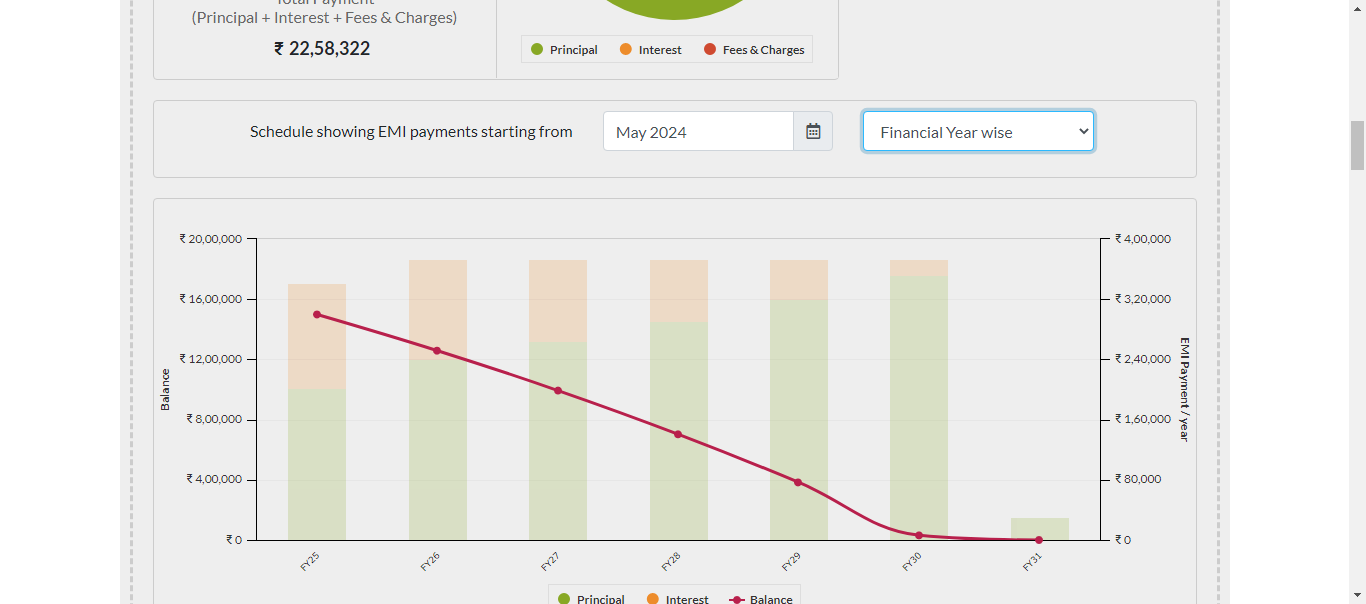 Total Payment
(Principal + Interest + Fees & Charges)
₹ 22,58,322
Principal Interest Fees & Charges
Schedule showing EMI payments starting from May 2024 Financial Year wise
₹ 20,00,000
₹ 16,00,000
₹ 12,00,000
₹ 8,00,000
₹ 4,00,000
₹ 0
Balance
₹ 4,00,000
₹ 3,20,000
₹ 2,40,000
₹ 1,60,000
₹ 80,000
₹ 0
EMI Payment / year
FY25 FY26 FY27 FY28 FY29 FY30 FY31
Principal Interest Balance